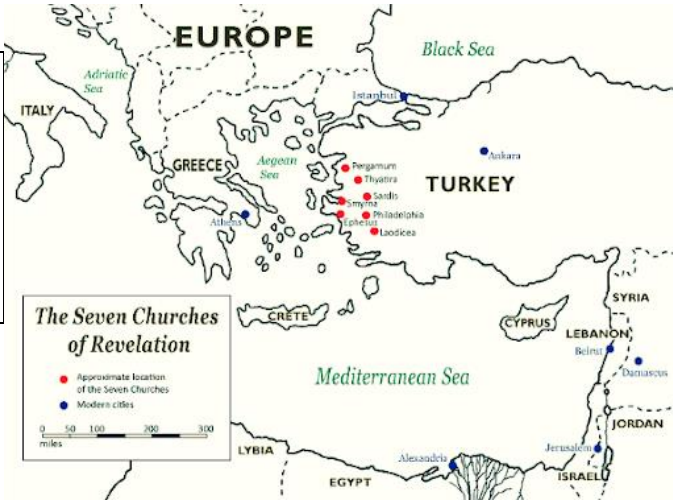 EUROPE
Black Sea
Adriatic
Sea
ITALY
Istanbul
Ankara
GREECE
Aegean
Sea
Pergamum
Thyatira
TURKEY
Sardis
Smyrna
Athens
Ephesus
Philadelphia
Laodicea
SYRIA
CRETE
CYPRUS
LEBANON
Beirut
Damascus
The Seven Churches
of Revelation
Approximate location
of the Seven Churches
Modern cities
0 50 100 200 300
miles
Mediterranean Sea
JORDAN
Jerusalem
ISRAEL
LYBIA
Alexandria
EGYPT